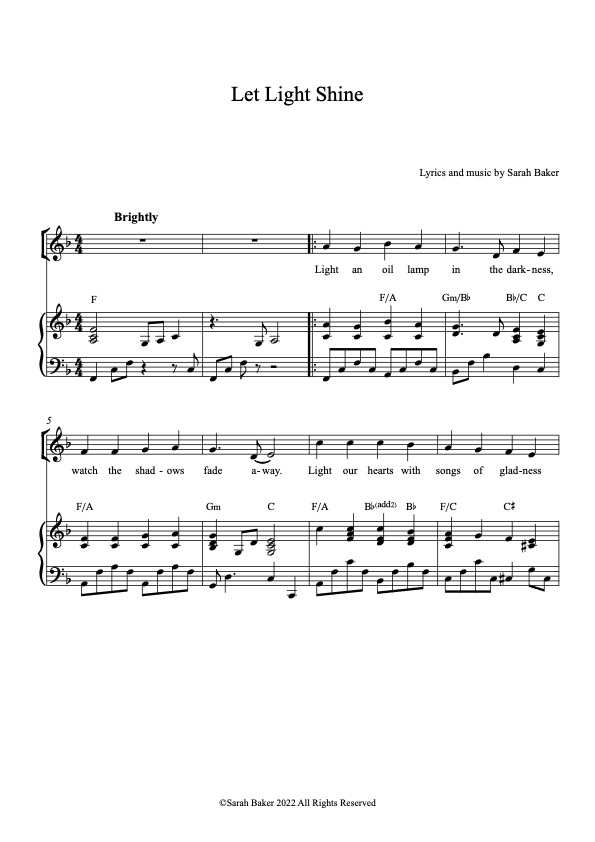 Let Light Shine
Lyrics and music by Sarah Baker
Brightly
Light an oil lamp in the dark-ness,
F F/A Gm/B♭ B♭/C C
5
watch the shad-ows fade a-way. Light our hearts with songs of glad-ness
F/A Gm C F/A B♭(add2) B♭ F/C C♯
©Sarah Baker 2022 All Rights Reserved